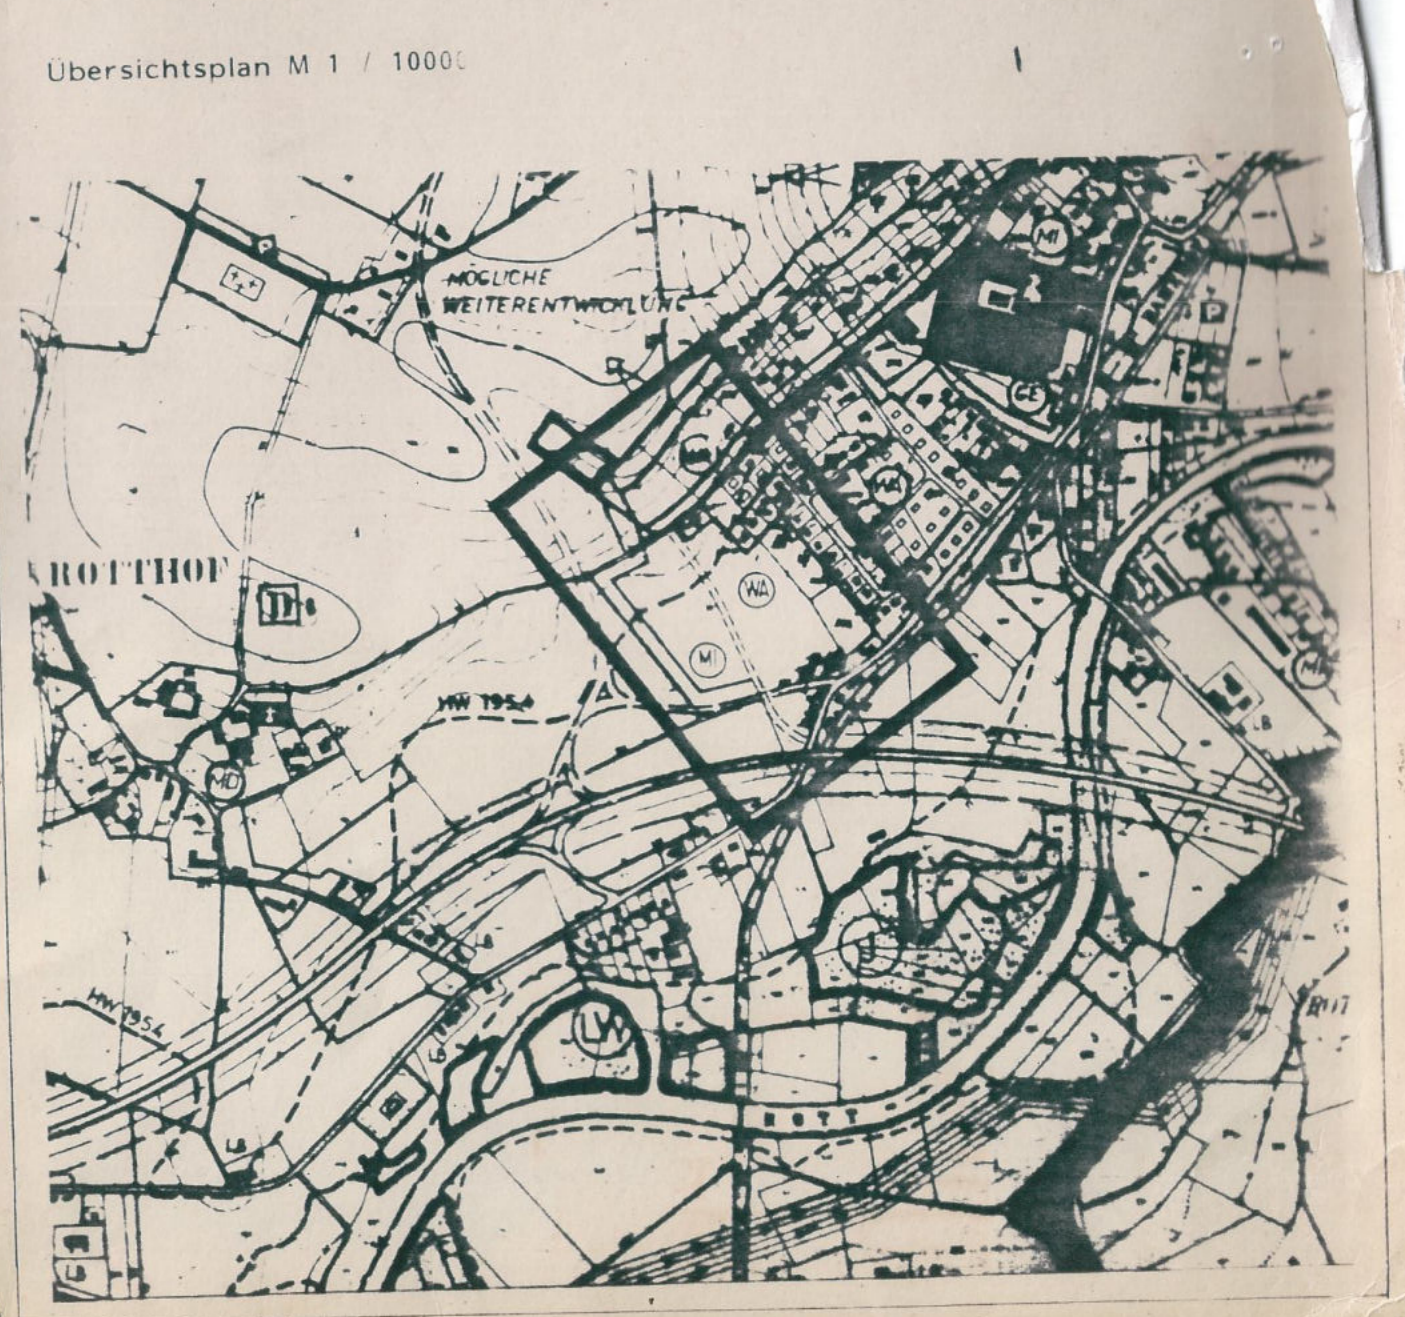 Übersichtsplan M 1 / 10000
MI
MÖGLICHE
WEITERENTWICKLUNG
P
GE
WA
ROTTHOF
WA
MI
HW 1954
MD
HW 1954
LW
ROTT